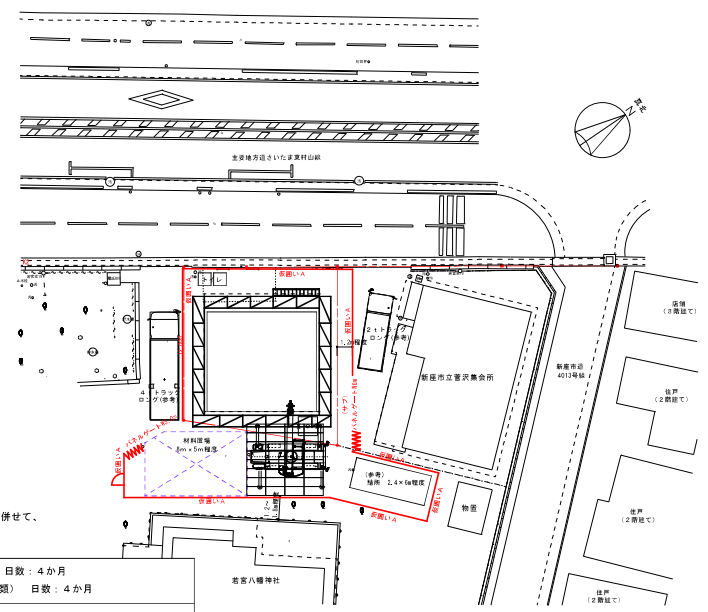 主要地方道さいたま東村山線
真北
N
仮囲いA
仮囲いA
仮囲いA
トイレ
2tトラック
ロング(参考)
1.2m程度
新座市立菅沢集会所
店舗
(3階建て)
新座市道
4013号線
住戸
(2階建て)
4tトラック
ロング(参考)
(サブ)
パネルゲート
パネルゲート
材料置場
8m×5m程度
仮囲いA
仮囲いA
仮囲いA
(参考)
詰所 2.4×6m程度
仮囲いA
仮囲いA
物置
住戸
(2階建て)
併せて、
若宮八幡神社
日数:4か月
類) 日数:4か月
住戸
(2階建て)